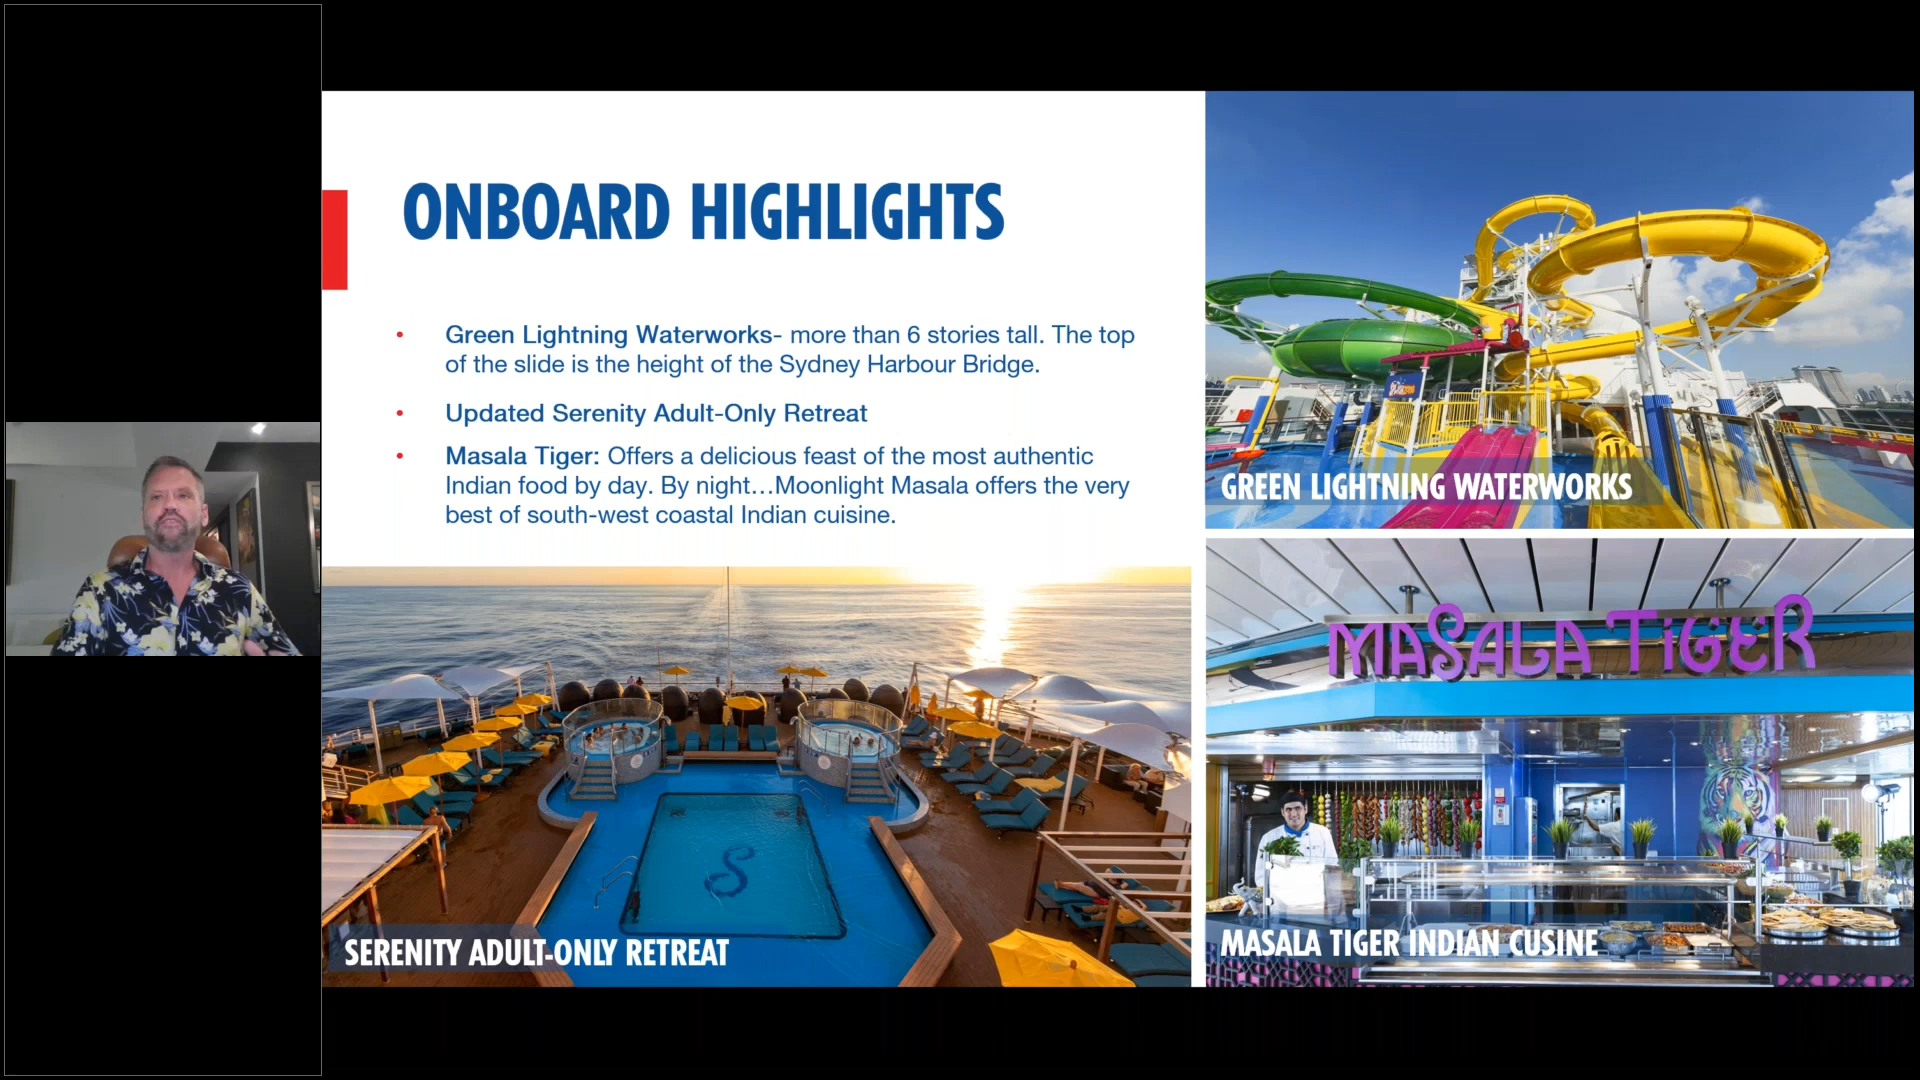 ONBOARD HIGHLIGHTS
• Green Lightning Waterworks- more than 6 stories tall. The top
of the slide is the height of the Sydney Harbour Bridge.
• Updated Serenity Adult-Only Retreat
• Masala Tiger: Offers a delicious feast of the most authentic
Indian food by day. By night…Moonlight Masala offers the very
best of south-west coastal Indian cuisine.
GREEN LIGHTNING WATERWORKS
MASALA TIGER
S
SERENITY ADULT-ONLY RETREAT
MASALA TIGER INDIAN CUSINE